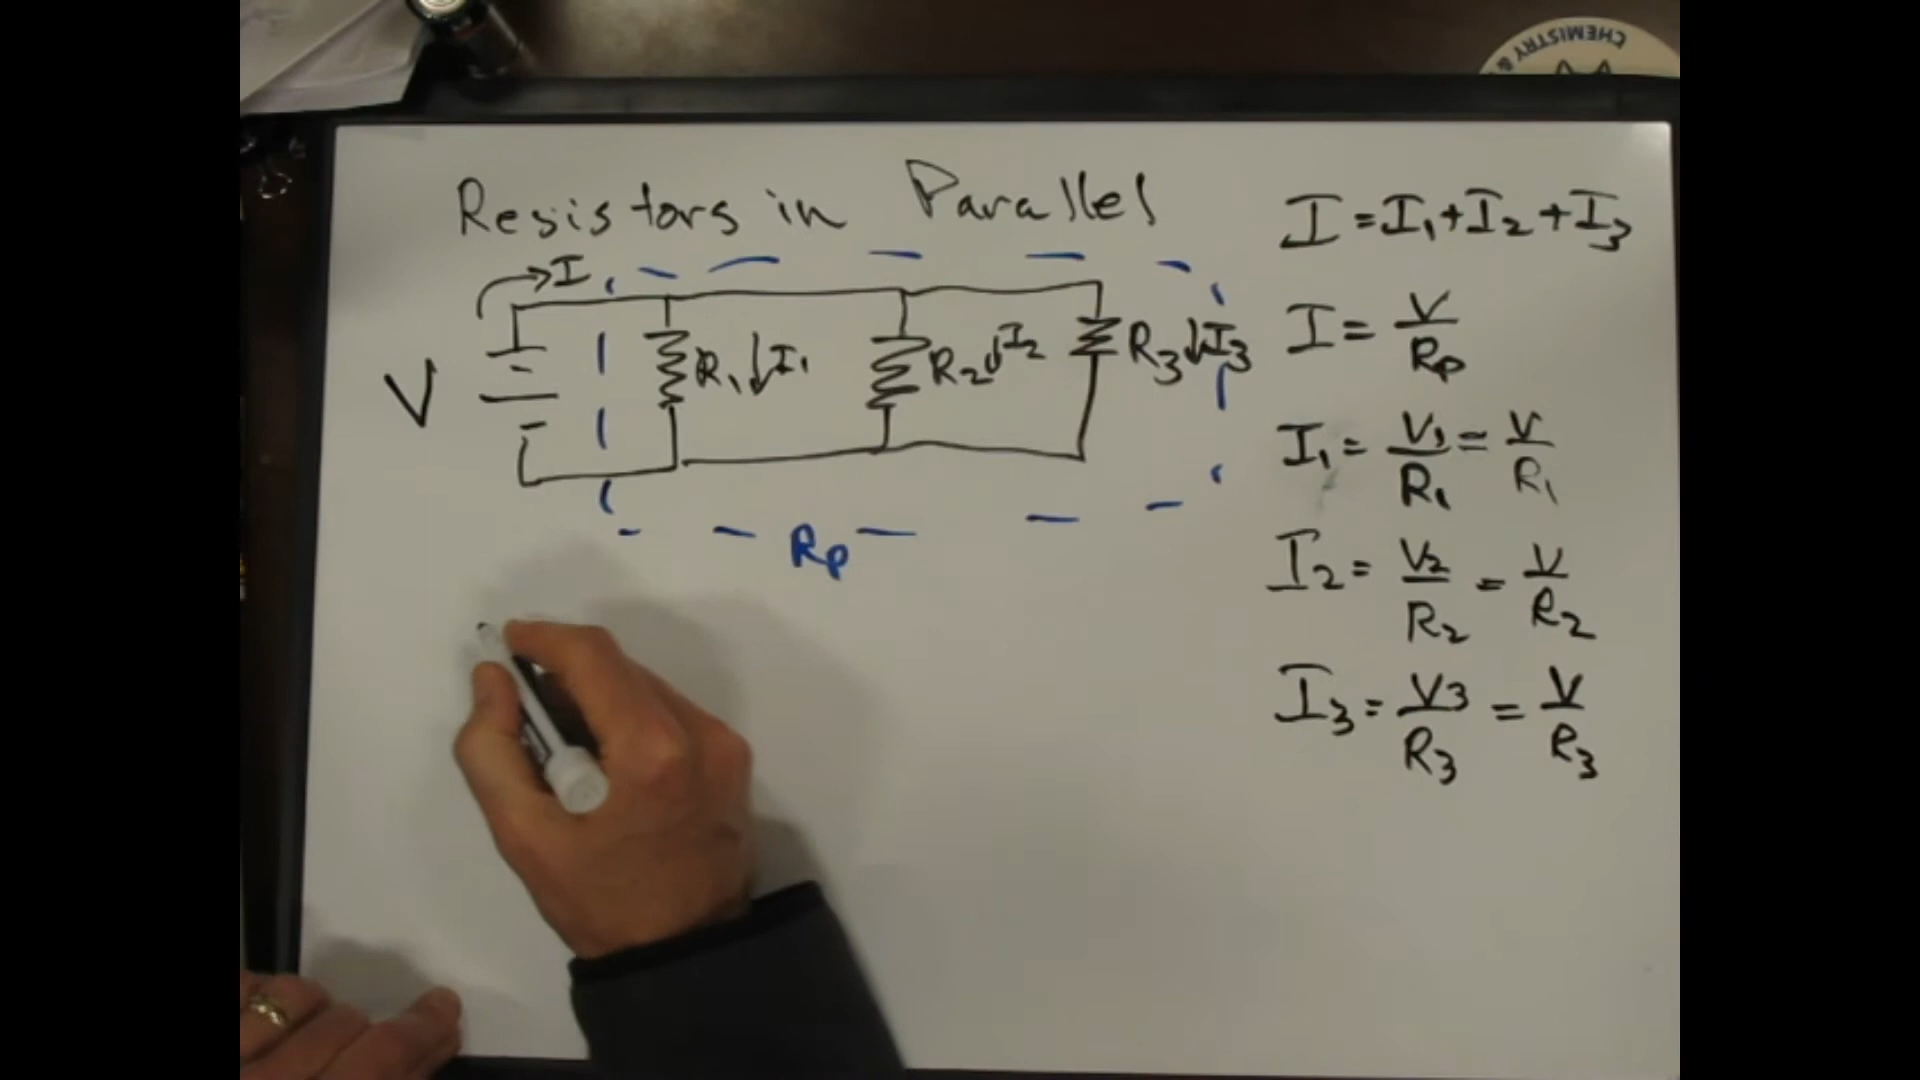 CHEMISTRY &
Resistors in Parallel
I
V
R₁ I₁
R₂ I₂
R₃ I₃
Rp
I = I₁ + I₂ + I₃
I = V/Rp
I₁ = V₁/R₁ = V/R₁
I₂ = V₂/R₂ = V/R₂
I₃ = V₃/R₃ = V/R₃